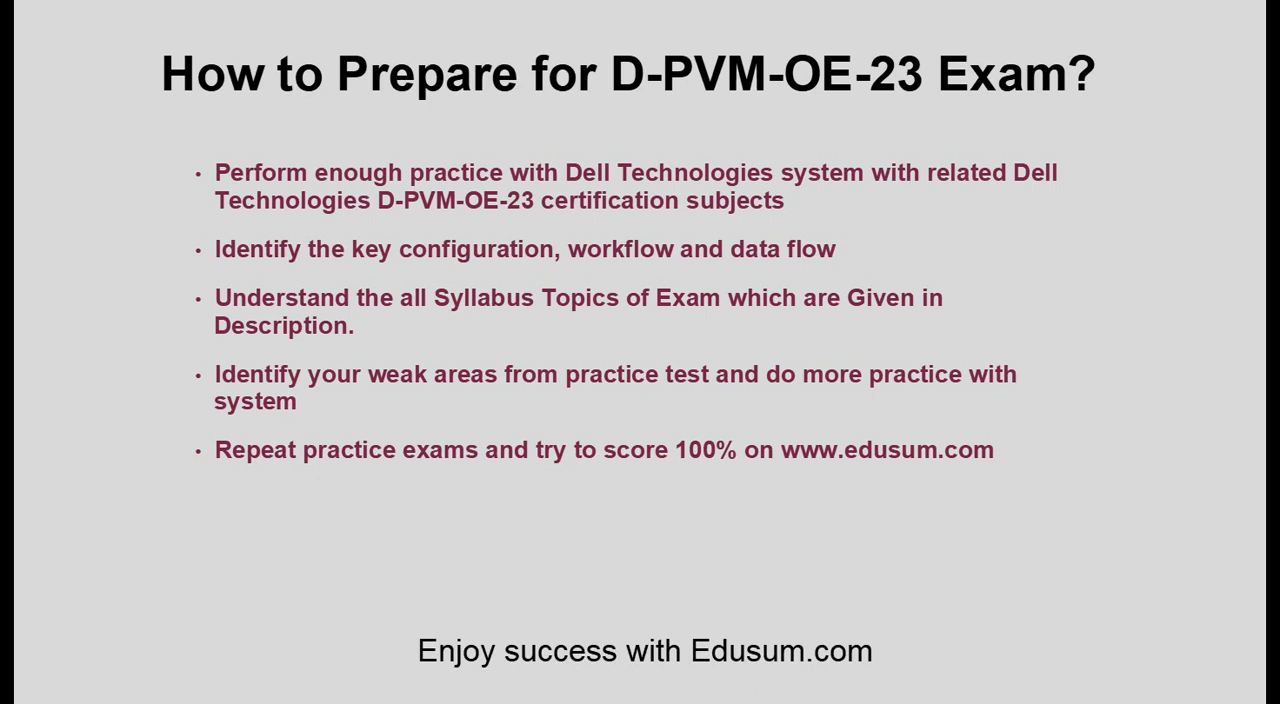 How to Prepare for D-PVM-OE-23 Exam?
• Perform enough practice with Dell Technologies system with related Dell
Technologies D-PVM-OE-23 certification subjects
• Identify the key configuration, workflow and data flow
• Understand the all Syllabus Topics of Exam which are Given in
Description.
• Identify your weak areas from practice test and do more practice with
system
• Repeat practice exams and try to score 100% on www.edusum.com
Enjoy success with Edusum.com